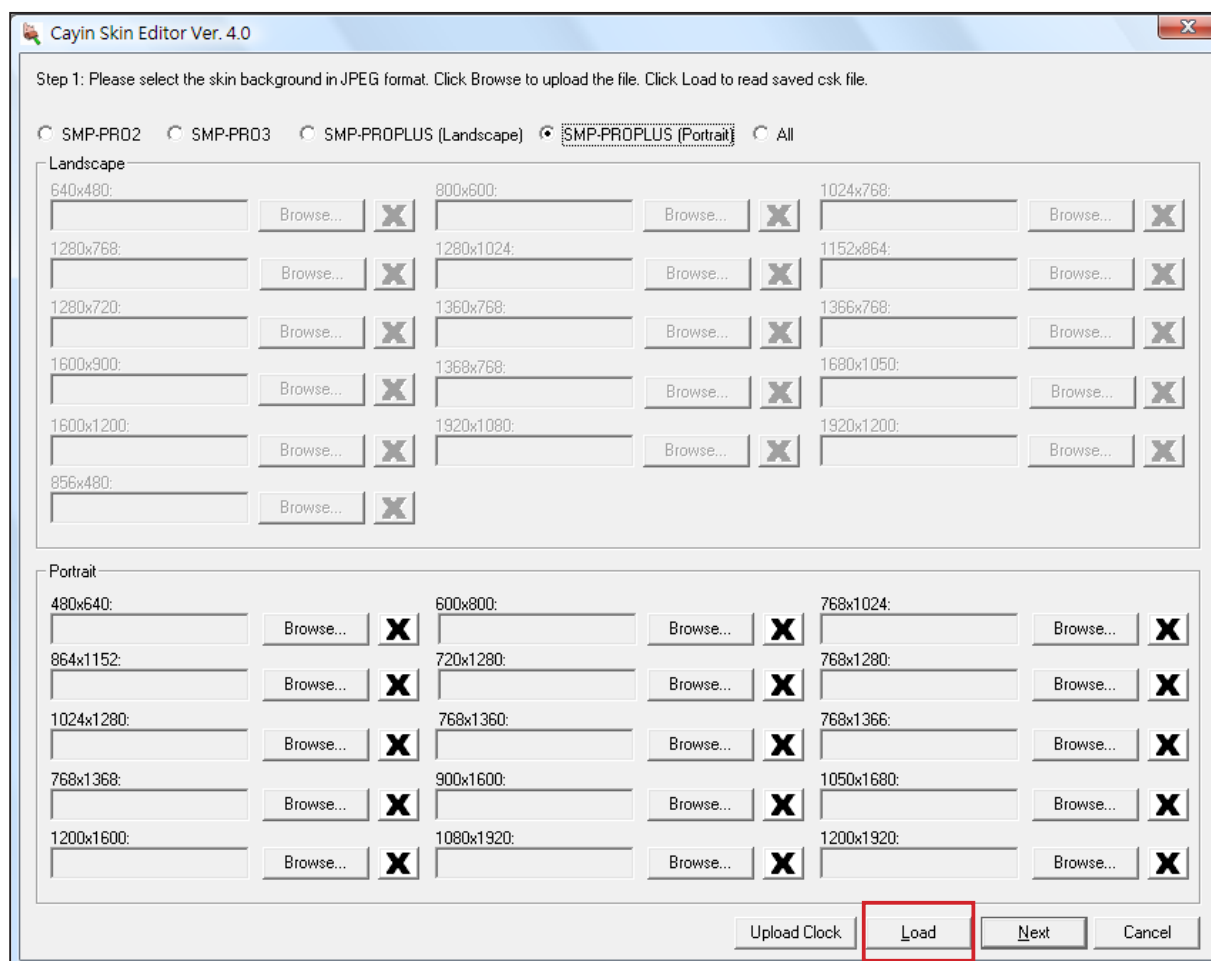 Cayin Skin Editor Ver. 4.0
X
Step 1: Please select the skin background in JPEG format. Click Browse to upload the file. Click Load to read saved csk file.
SMP-PRO2 SMP-PRO3 SMP-PROPLUS (Landscape) SMP-PROPLUS (Portrait) All
Landscape
640x480: 800x600: 1024x768:
Browse... X Browse... X Browse... X
1280x768: 1280x1024: 1152x864:
Browse... X Browse... X Browse... X
1280x720: 1360x768: 1366x768:
Browse... X Browse... X Browse... X
1600x900: 1368x768: 1680x1050:
Browse... X Browse... X Browse... X
1600x1200: 1920x1080: 1920x1200:
Browse... X Browse... X Browse... X
856x480:
Browse... X
Portrait
480x640: 600x800: 768x1024:
Browse... X Browse... X Browse... X
864x1152: 720x1280: 768x1280:
Browse... X Browse... X Browse... X
1024x1280: 768x1360: 768x1366:
Browse... X Browse... X Browse... X
768x1368: 900x1600: 1050x1680:
Browse... X Browse... X Browse... X
1200x1600: 1080x1920: 1200x1920:
Browse... X Browse... X Browse... X
Upload Clock Load Next Cancel